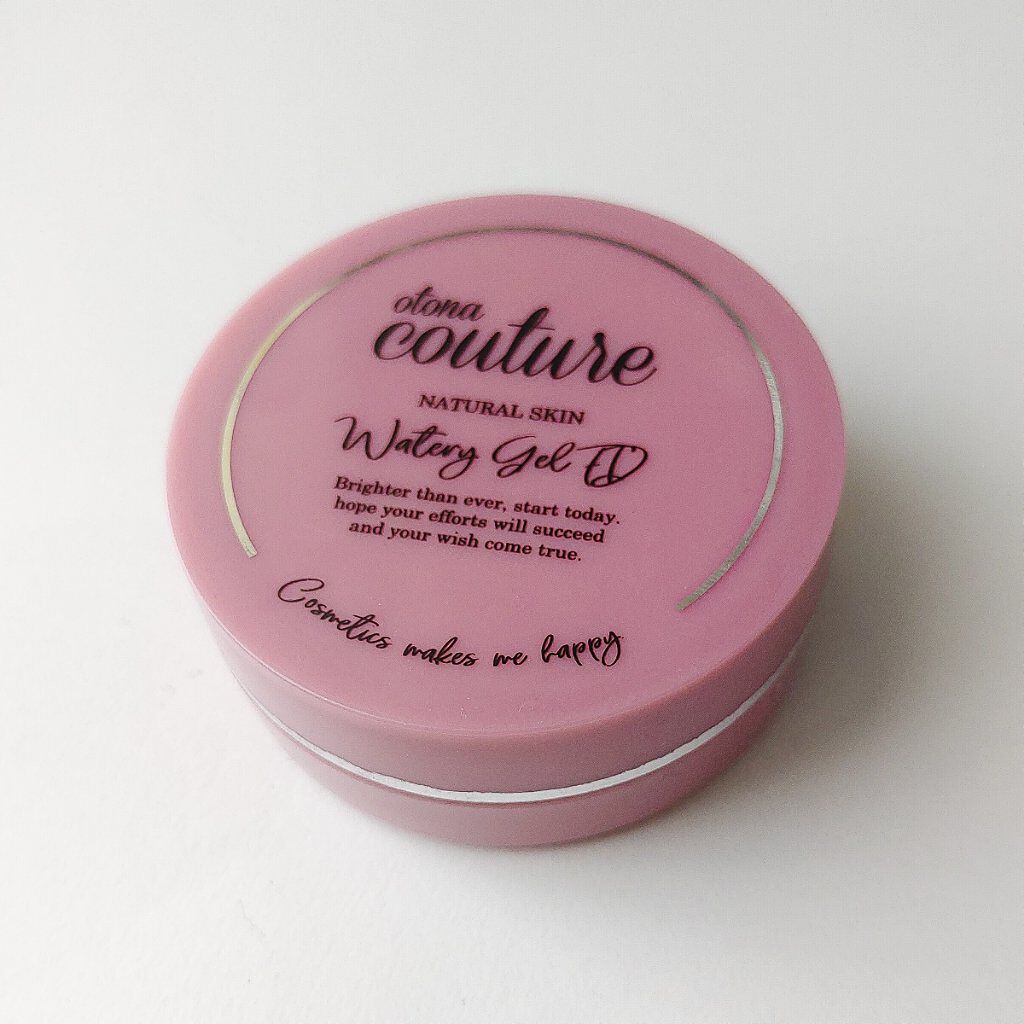 otona
couture
NATURAL SKIN
Watery Gel ED
Brighter than ever, start today.
hope your efforts will succeed
and your wish come true.
Cosmetics makes me happy